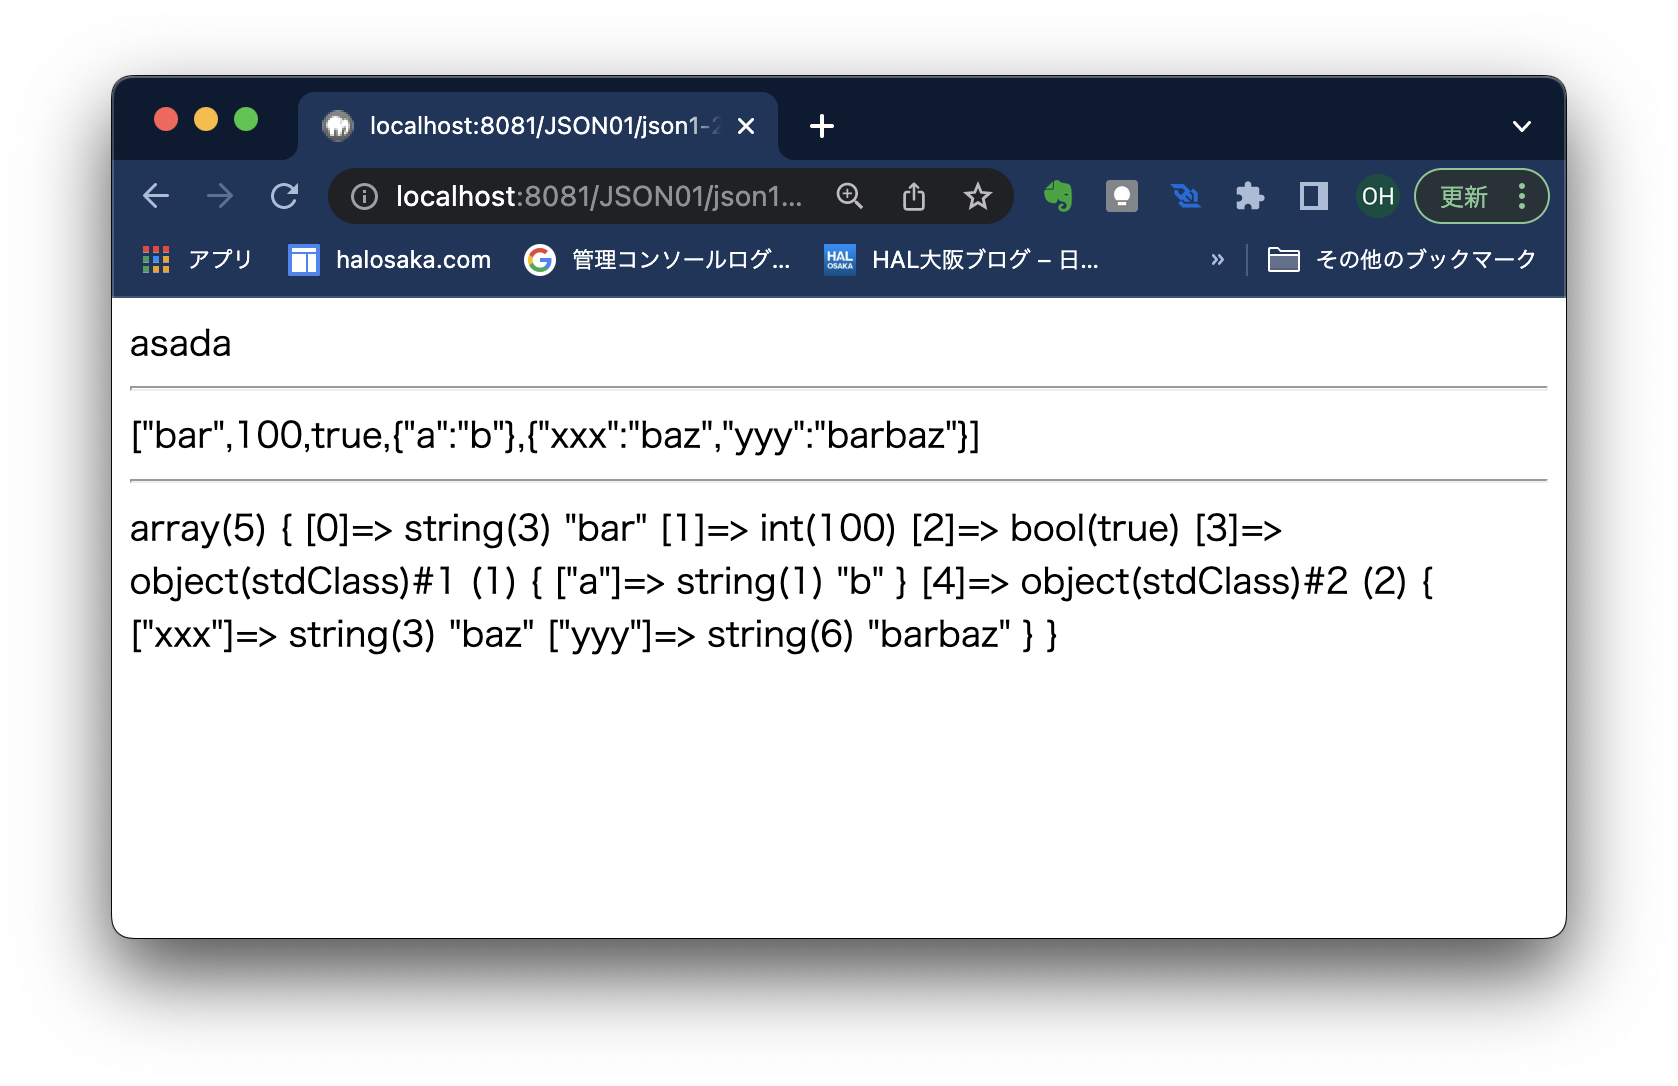 localhost:8081/JSON01/json1-2
localhost:8081/JSON01/json1...
OH
更新
アプリ
halosaka.com
管理コンソールログ...
HAL OSAKA
HAL大阪ブログ – 日...
»
その他のブックマーク
asada
["bar",100,true,{"a":"b"},{"xxx":"baz","yyy":"barbaz"}]
array(5) { [0]=> string(3) "bar" [1]=> int(100) [2]=> bool(true) [3]=>
object(stdClass)#1 (1) { ["a"]=> string(1) "b" } [4]=> object(stdClass)#2 (2) {
["xxx"]=> string(3) "baz" ["yyy"]=> string(6) "barbaz" } }